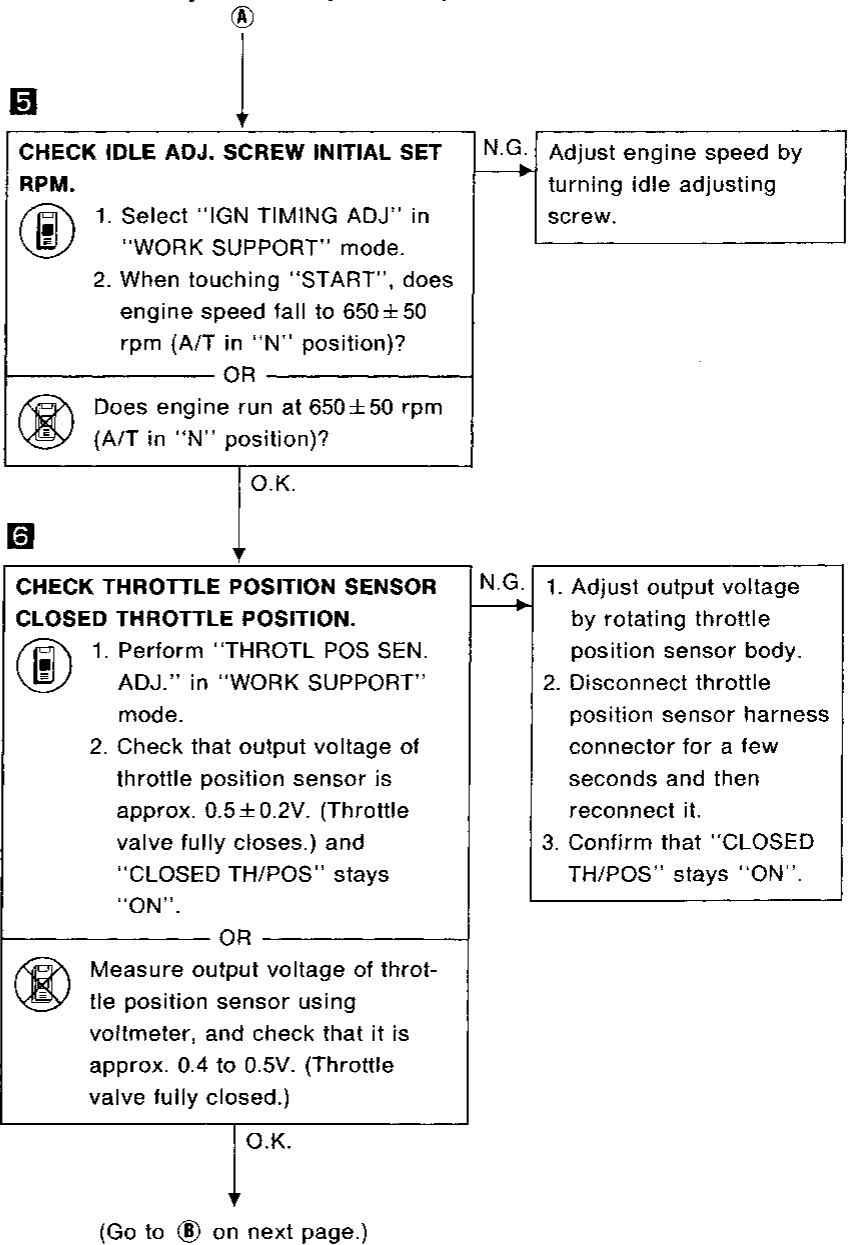 A
5
CHECK IDLE ADJ. SCREW INITIAL SET
RPM.
1. Select "IGN TIMING ADJ" in
"WORK SUPPORT" mode.
2. When touching "START", does
engine speed fall to 650±50
rpm (A/T in "N" position)?
OR
Does engine run at 650±50 rpm
(A/T in "N" position)?
N.G.
Adjust engine speed by
turning idle adjusting
screw.
O.K.
6
CHECK THROTTLE POSITION SENSOR
CLOSED THROTTLE POSITION.
1. Perform "THROTL POS SEN.
ADJ." in "WORK SUPPORT"
mode.
2. Check that output voltage of
throttle position sensor is
approx. 0.5±0.2V. (Throttle
valve fully closes.) and
"CLOSED TH/POS" stays
"ON".
OR
Measure output voltage of throt-
tle position sensor using
voltmeter, and check that it is
approx. 0.4 to 0.5V. (Throttle
valve fully closed.)
N.G.
1. Adjust output voltage
by rotating throttle
position sensor body.
2. Disconnect throttle
position sensor harness
connector for a few
seconds and then
reconnect it.
3. Confirm that "CLOSED
TH/POS" stays "ON".
O.K.
(Go to B on next page.)